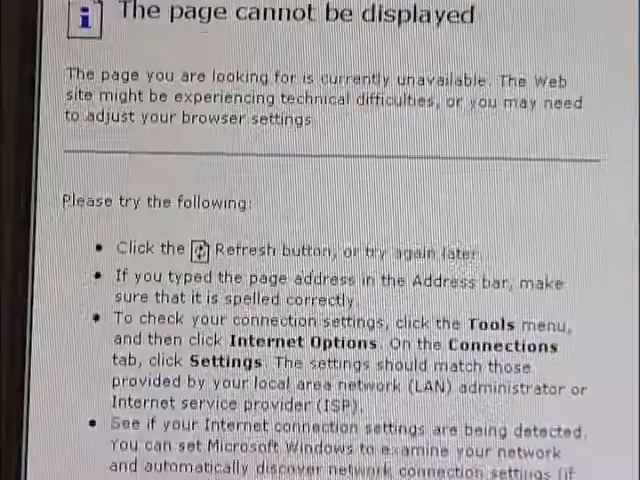 The page cannot be displayed
The page you are looking for is currently unavailable. The Web
site might be experiencing technical difficulties, or you may need
to adjust your browser settings
Please try the following:
Click the Refresh button, or try again later
If you typed the page address in the Address bar, make
sure that it is spelled correctly
To check your connection settings, click the Tools menu,
and then click Internet Options. On the Connections
tab, click Settings. The settings should match those
provided by your local area network (LAN) administrator or
Internet service provider (ISP).
See if your Internet connection settings are being detected.
You can set Microsoft Windows to examine your network
and automatically discover network connection settings (if